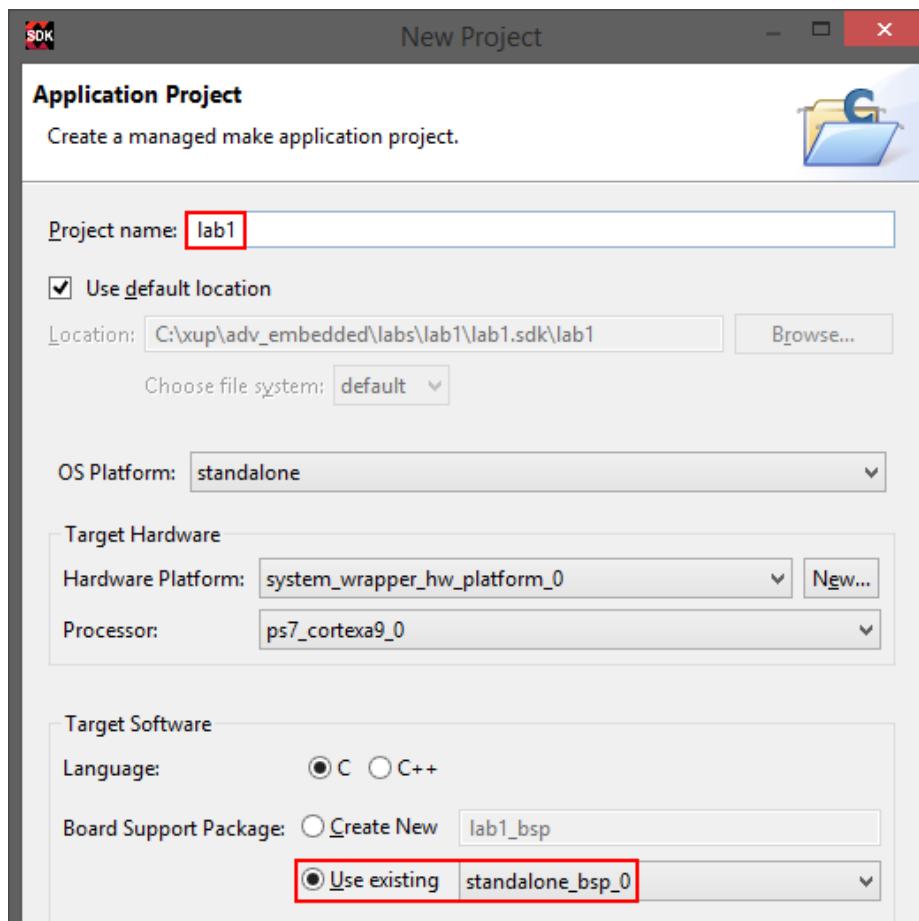 SDK
New Project
Application Project
Create a managed make application project.
C
Project name: lab1
Use default location
Location: C:\xup\adv_embedded\labs\lab1\lab1.sdk\lab1 Browse...
Choose file system: default
OS Platform: standalone
Target Hardware
Hardware Platform: system_wrapper_hw_platform_0 New...
Processor: ps7_cortexa9_0
Target Software
Language: C C++
Board Support Package: Create New lab1_bsp
Use existing standalone_bsp_0